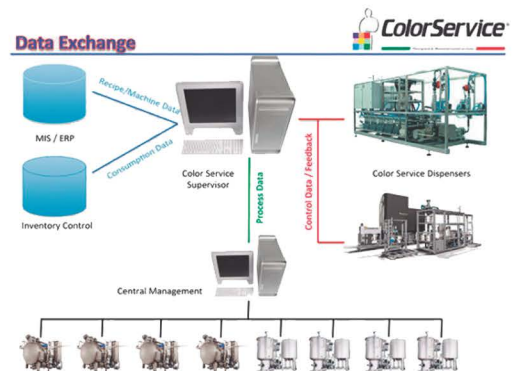 Data Exchange
ColorService
Recipe/Machine Data
MIS / ERP
Consumption Data
Inventory Control
Color Service
Supervisor
Process Data
Control Data / Feedback
Color Service Dispensers
Central Management